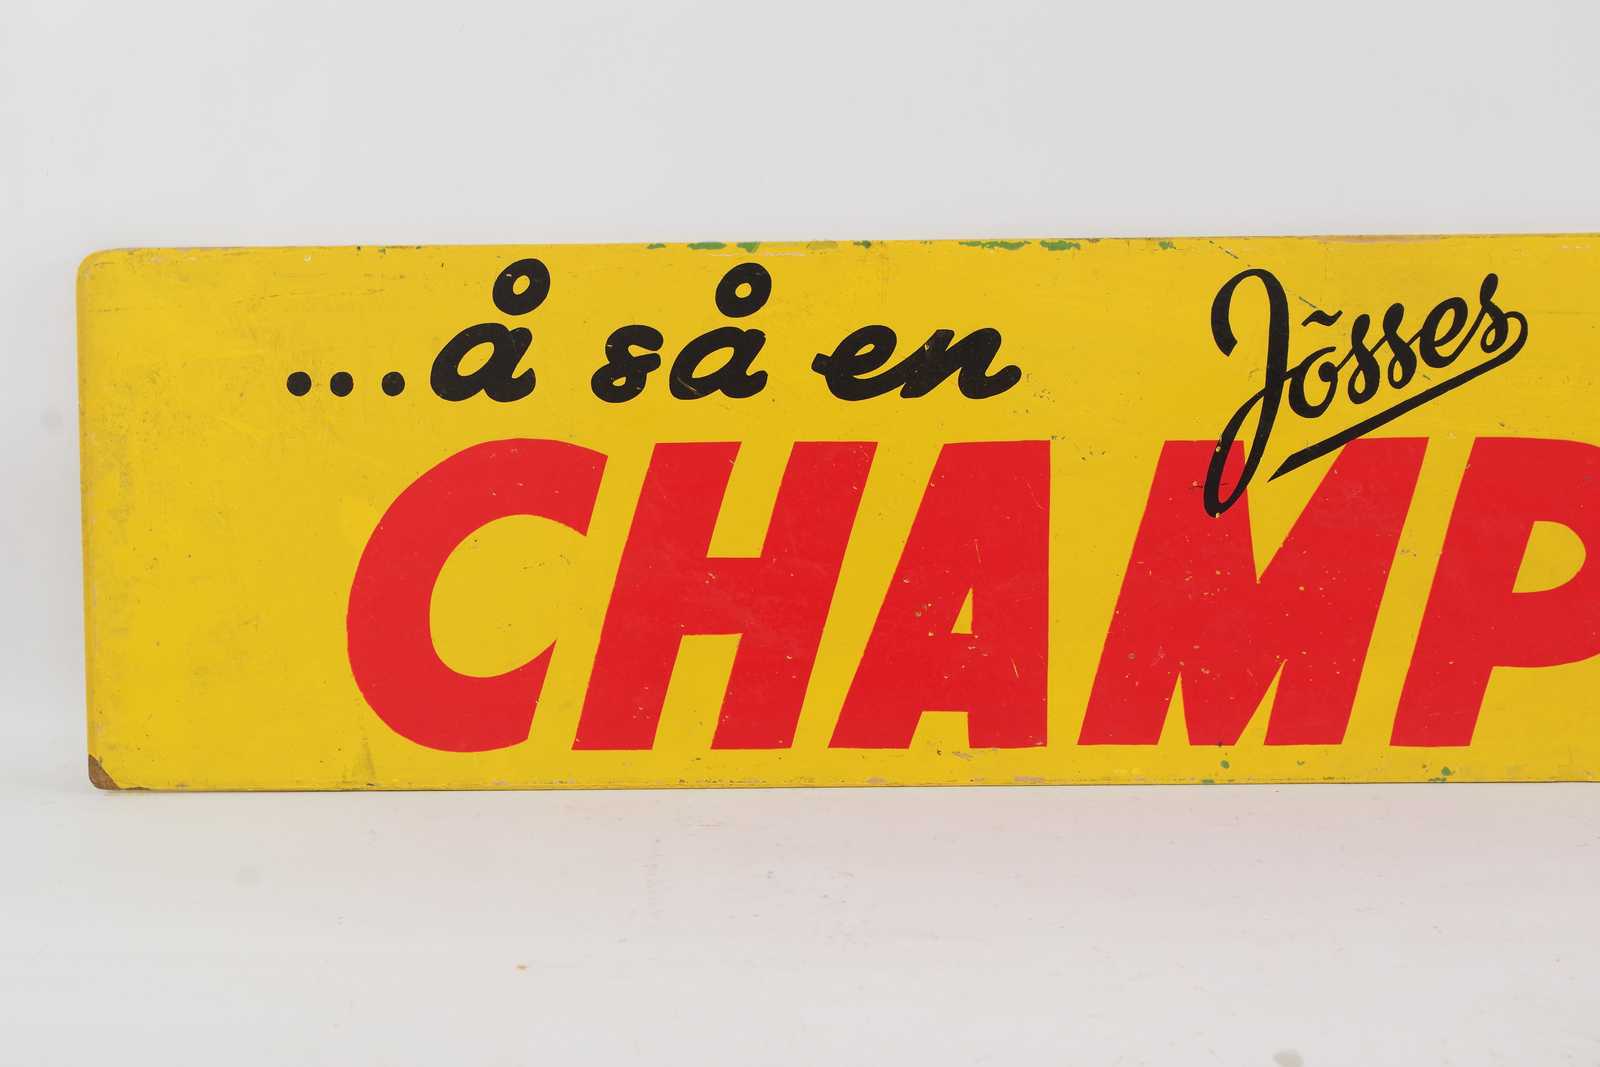 ...å så en Jõsses
CHAMP